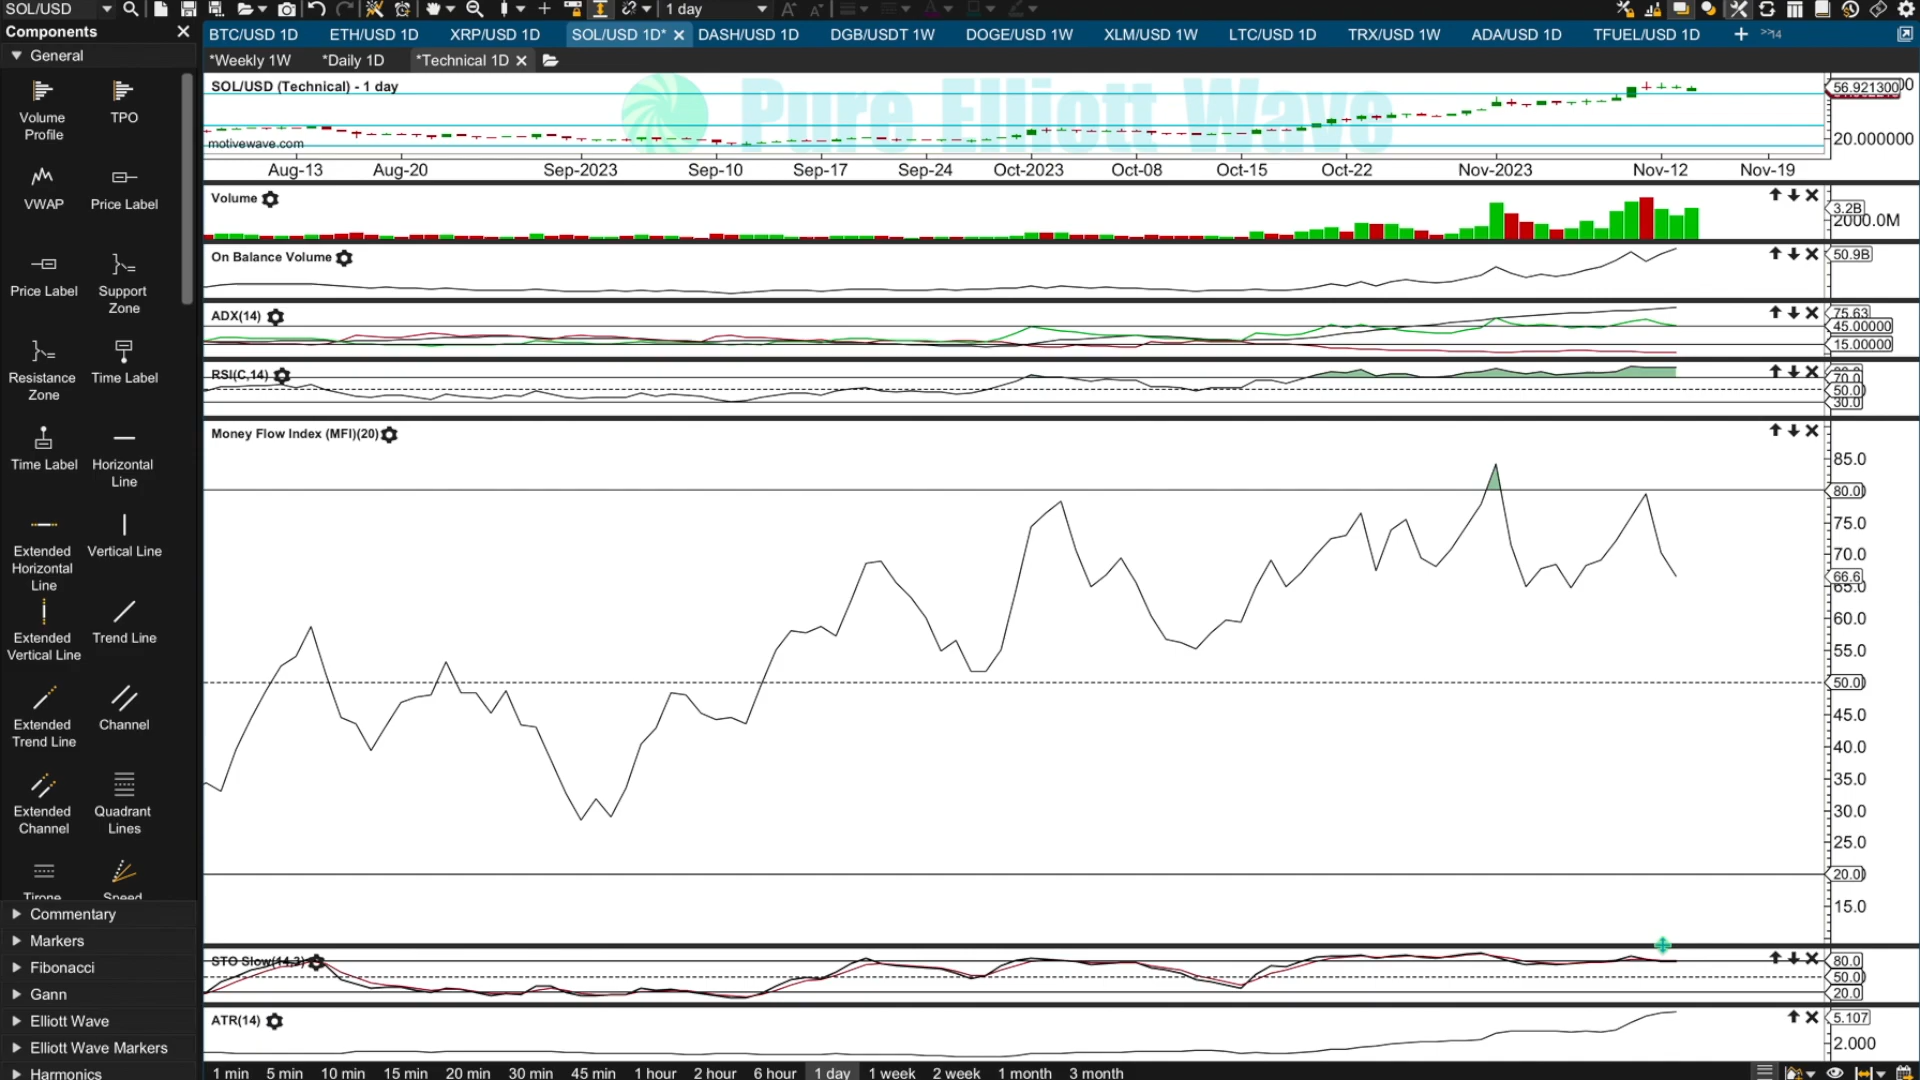 SOL/USD
1 day
Components
General
Volume Profile
TPO
VWAP
Price Label
Price Label
Support Zone
Resistance Zone
Time Label
Time Label
Horizontal Line
Extended Horizontal Line
Vertical Line
Extended Vertical Line
Trend Line
Extended Trend Line
Channel
Extended Channel
Quadrant Lines
Tirone
Speed
Commentary
Markers
Fibonacci
Gann
Elliott Wave
Elliott Wave Markers
Harmonics
BTC/USD 1D
ETH/USD 1D
XRP/USD 1D
SOL/USD 1D*
DASH/USD 1D
DGB/USDT 1W
DOGE/USD 1W
XLM/USD 1W
LTC/USD 1D
TRX/USD 1W
ADA/USD 1D
TFUEL/USD 1D
>>14
*Weekly 1W
*Daily 1D
*Technical 1D
SOL/USD (Technical) - 1 day
Pure Elliott Wave
motivewave.com
56.921300
20.000000
Aug-13
Aug-20
Sep-2023
Sep-10
Sep-17
Sep-24
Oct-2023
Oct-08
Oct-15
Oct-22
Nov-2023
Nov-12
Nov-19
Volume
3.2B
2000.0M
On Balance Volume
50.9B
ADX(14)
75.63
45.00000
15.00000
RSI(C,14)
70.0
50.0
30.0
Money Flow Index (MFI)(20)
85.0
80.0
75.0
70.0
66.6
65.0
60.0
55.0
50.0
45.0
40.0
35.0
30.0
25.0
20.0
15.0
STO Slow(14,3)
80.0
50.0
20.0
ATR(14)
5.107
2.000
1 min
5 min
10 min
15 min
20 min
30 min
45 min
1 hour
2 hour
6 hour
1 day
1 week
2 week
1 month
3 month